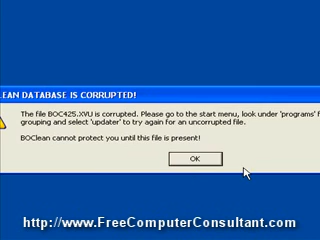 LEAN DATABASE IS CORRUPTED!
The file BOC425.XVU is corrupted. Please go to the start menu, look under 'programs' f
grouping and select 'updater' to try again for an uncorrupted file.
BOClean cannot protect you until this file is present!
OK
http://www.FreeComputerConsultant.com